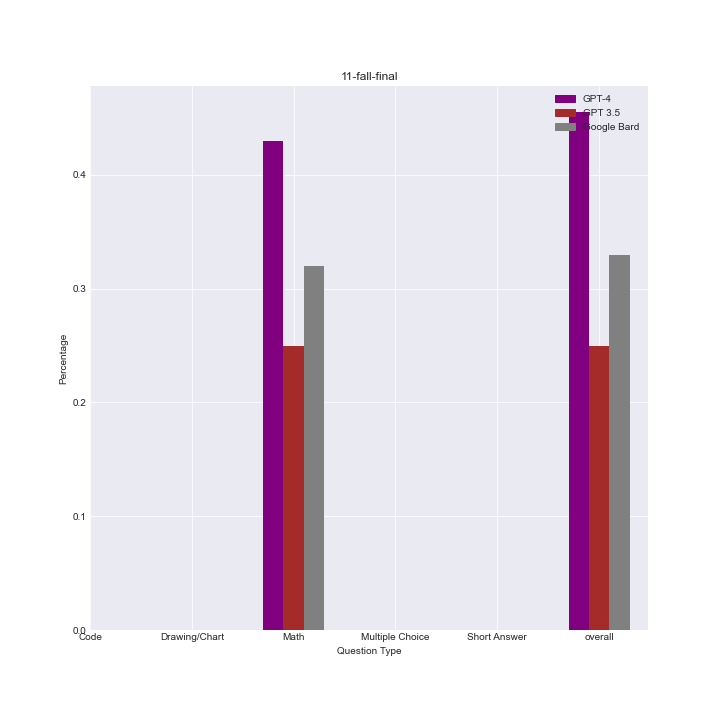 11-fall-final
GPT-4
GPT 3.5
Google Bard
0.4
0.3
0.2
0.1
0.0
Percentage
Code Drawing/Chart Math Multiple Choice Short Answer overall
Question Type